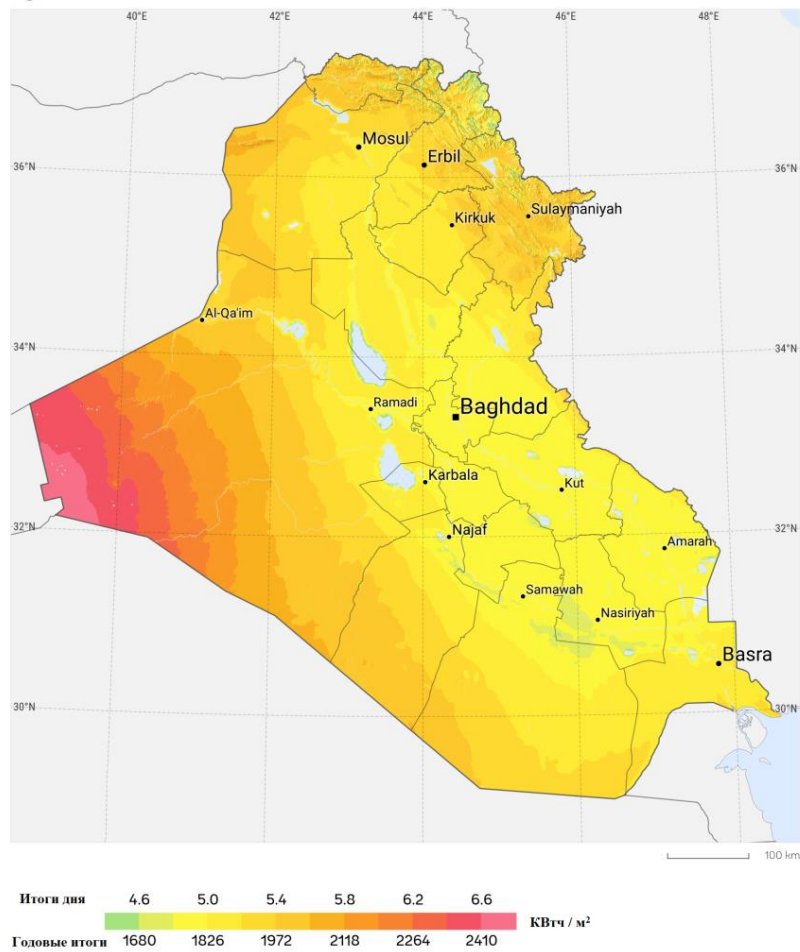 40°E 42°E 44°E 46°E 48°E
Mosul
Erbil
36°N 36°N
Sulaymaniyah
Kirkuk
Al-Qa'im
34°N 34°N
Ramadi
Baghdad
Karbala
Kut
32°N 32°N
Najaf
Amarah
Samawah
Nasiriyah
Basra
30°N 30°N
100 km
Итоги дня 4.6 5.0 5.4 5.8 6.2 6.6
КВтч / м²
Годовые итоги 1680 1826 1972 2118 2264 2410